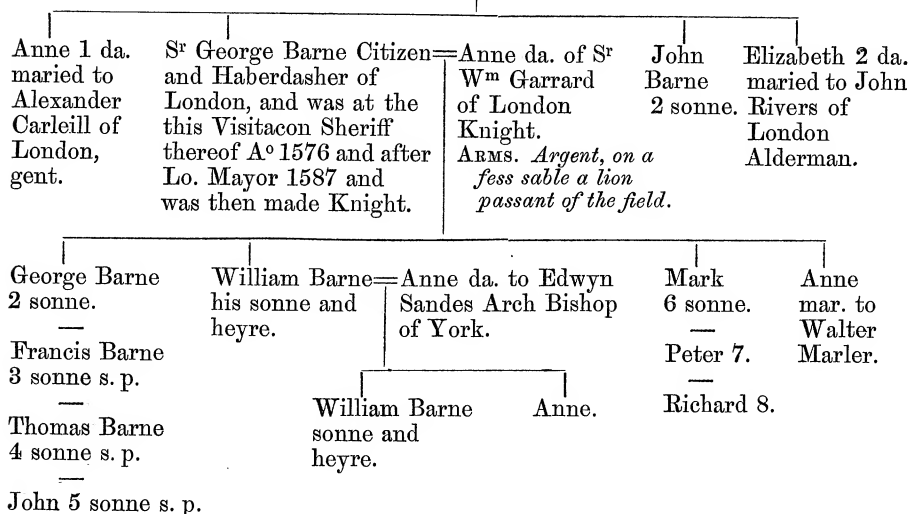 Anne 1 da.
maried to
Alexander
Carleill of
London,
gent.
Sʳ George Barne Citizen
and Haberdasher of
London, and was at the
this Visitacon Sheriff
thereof Aᵒ 1576 and after
Lo. Mayor 1587 and
was then made Knight.
Anne da. of Sʳ
Wᵐ Garrard
of London
Knight.
ARMS. Argent, on a
fess sable a lion
passant of the field.
John
Barne
2 sonne.
Elizabeth 2 da.
maried to John
Rivers of
London
Alderman.
George Barne
2 sonne.
—
Francis Barne
3 sonne s. p.
—
Thomas Barne
4 sonne s. p.
—
John 5 sonne s. p.
William Barne
his sonne and
heyre.
Anne da. to Edwyn
Sandes Arch Bishop
of York.
William Barne
sonne and
heyre.
Anne.
Mark
6 sonne.
—
Peter 7.
—
Richard 8.
Anne
mar. to
Walter
Marler.